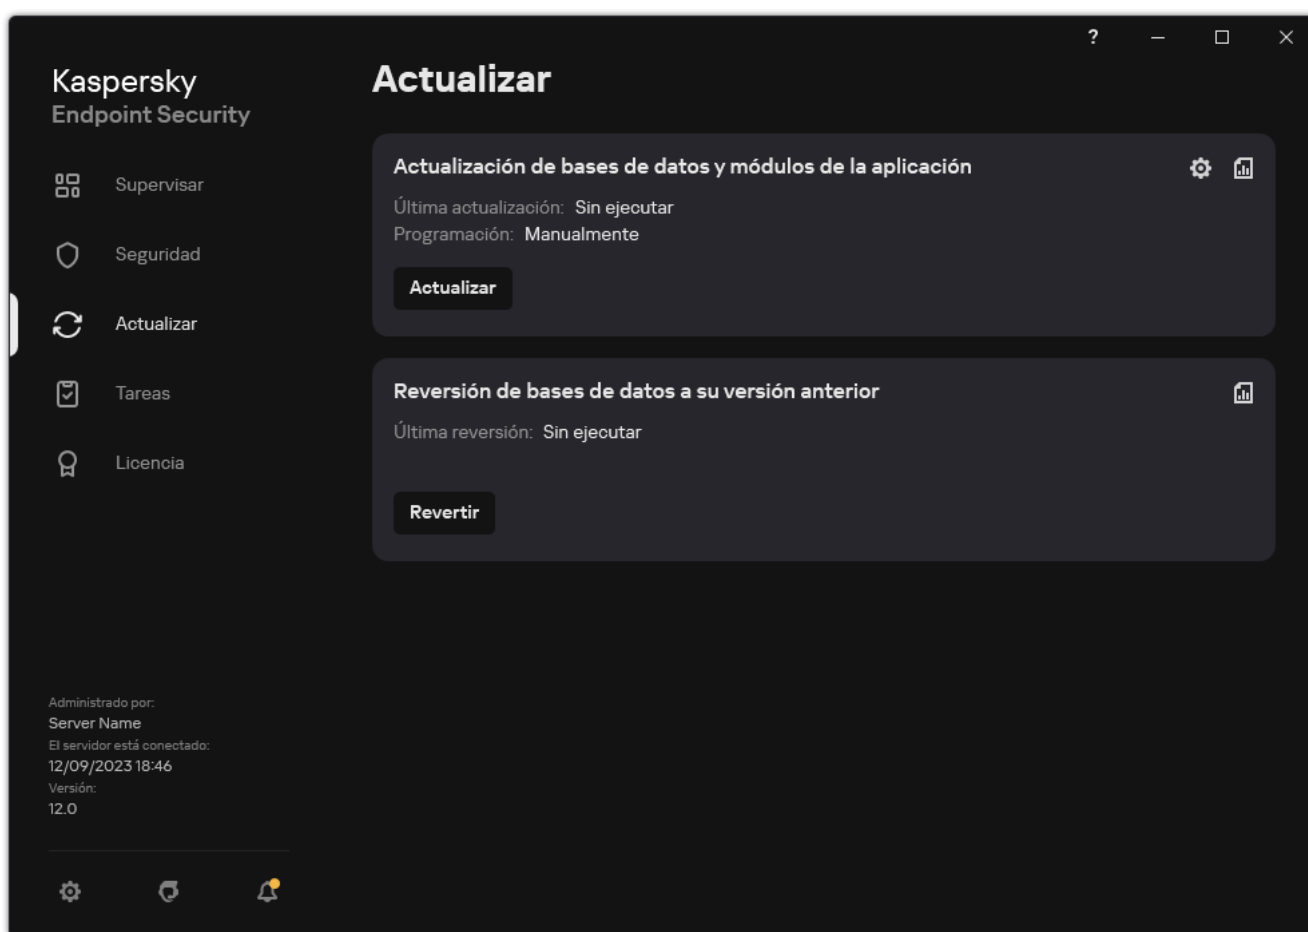 ?
Kaspersky
Endpoint Security
Supervisar
Seguridad
Actualizar
Tareas
Licencia
Administrado por:
Server Name
El servidor está conectado:
12/09/2023 18:46
Versión:
12.0
Actualizar
Actualización de bases de datos y módulos de la aplicación
Última actualización: Sin ejecutar
Programación: Manualmente
Actualizar
Reversión de bases de datos a su versión anterior
Última reversión: Sin ejecutar
Revertir